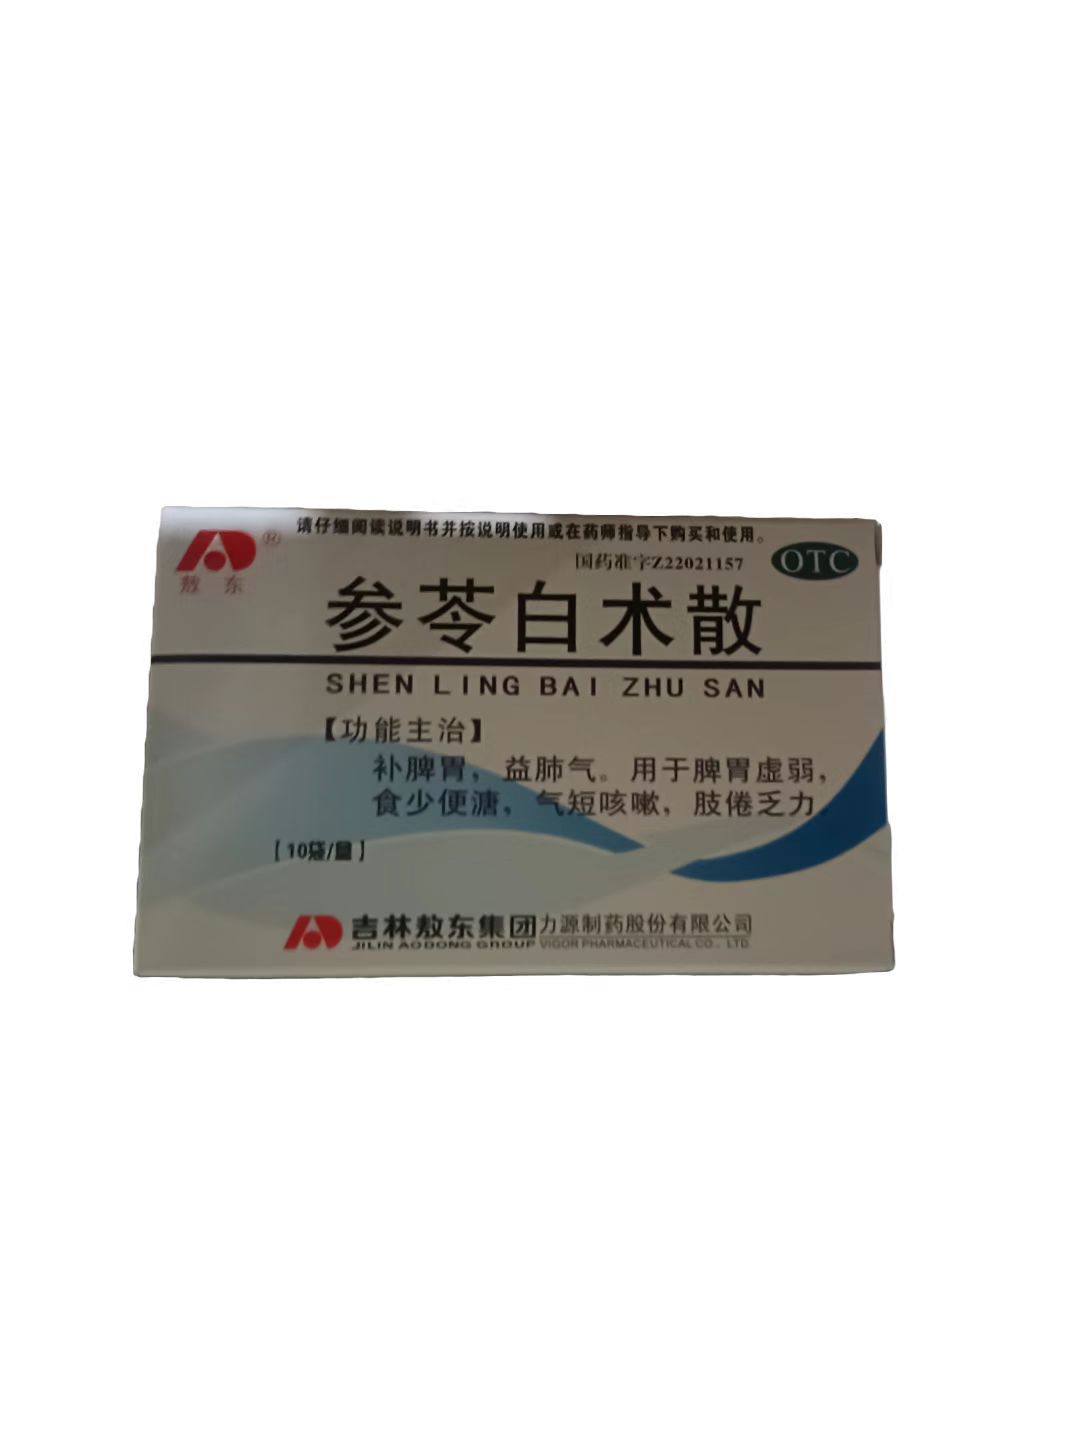 请仔细阅读说明书并按说明使用或在药师指导下购买和使用。
国药准字Z22021157
OTC
®
敖东
参苓白术散
SHEN LING BAI ZHU SAN
【功能主治】
补脾胃，益肺气。用于脾胃虚弱，
食少便溏，气短咳嗽，肢倦乏力
[10袋/盒]
吉林敖东集团力源制药股份有限公司
JILIN AODONG GROUP VIGOR PHARMACEUTICAL CO., LTD